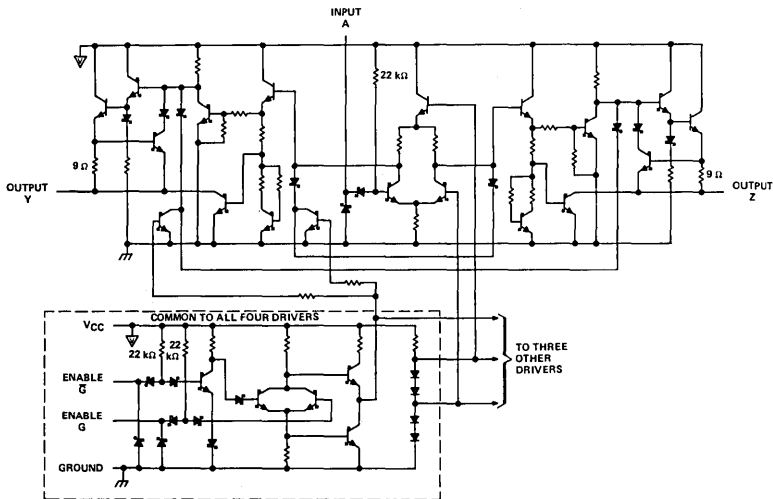 INPUT
A
22 kΩ
9 Ω
OUTPUT
Y
9 Ω
OUTPUT
Z
COMMON TO ALL FOUR DRIVERS
VCC
22 kΩ
22
kΩ
ENABLE
G̅
ENABLE
G
GROUND
TO THREE
OTHER
DRIVERS